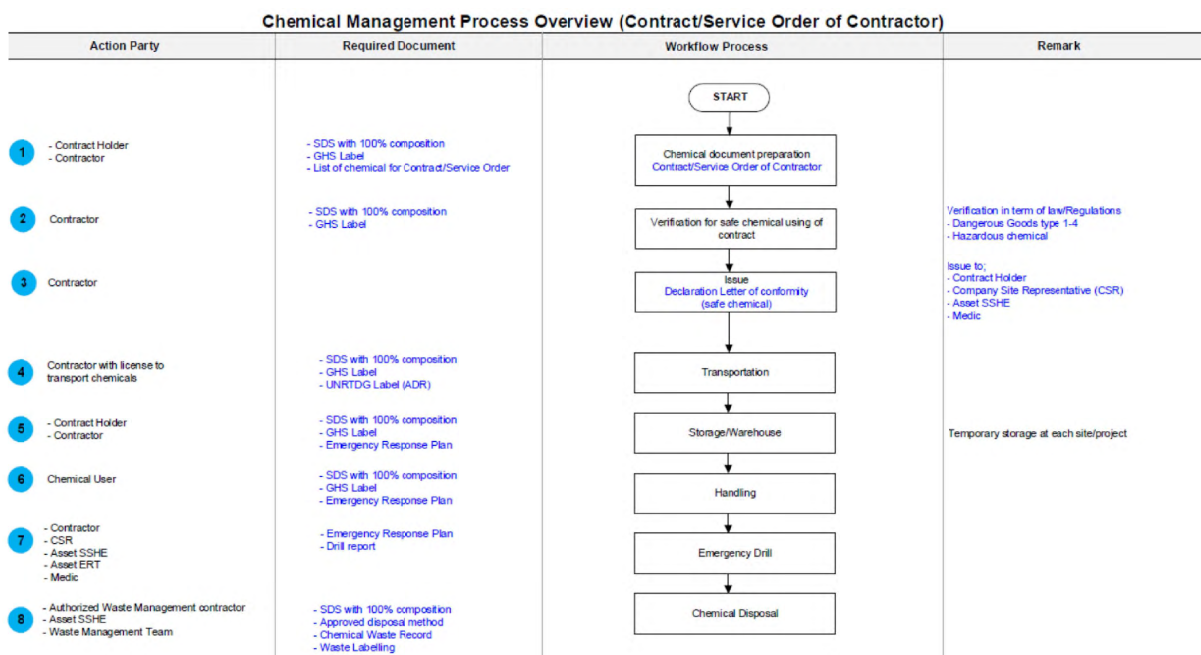 Chemical Management Process Overview (Contract/Service Order of Contractor)
Action Party
Required Document
Workflow Process
Remark
START
1
- Contract Holder
- Contractor
- SDS with 100% composition
- GHS Label
- List of chemical for Contract/Service Order
Chemical document preparation
Contract/Service Order of Contractor
2
Contractor
- SDS with 100% composition
- GHS Label
Verification for safe chemical using of
contract
Verification in term of law/Regulations
- Dangerous Goods type 1-4
- Hazardous chemical
3
Contractor
Issue
Declaration Letter of conformity
(safe chemical)
Issue to;
- Contract Holder
- Company Site Representative (CSR)
- Asset SSHE
- Medic
4
Contractor with license to
transport chemicals
- SDS with 100% composition
- GHS Label
- UNRTDG Label (ADR)
Transportation
5
- Contract Holder
- Contractor
- SDS with 100% composition
- GHS Label
- Emergency Response Plan
Storage/Warehouse
Temporary storage at each site/project
6
Chemical User
- SDS with 100% composition
- GHS Label
- Emergency Response Plan
Handling
7
- Contractor
- CSR
- Asset SSHE
- Asset ERT
- Medic
- Emergency Response Plan
- Drill report
Emergency Drill
8
- Authorized Waste Management contractor
- Asset SSHE
- Waste Management Team
- SDS with 100% composition
- Approved disposal method
- Chemical Waste Record
- Waste Labelling
Chemical Disposal